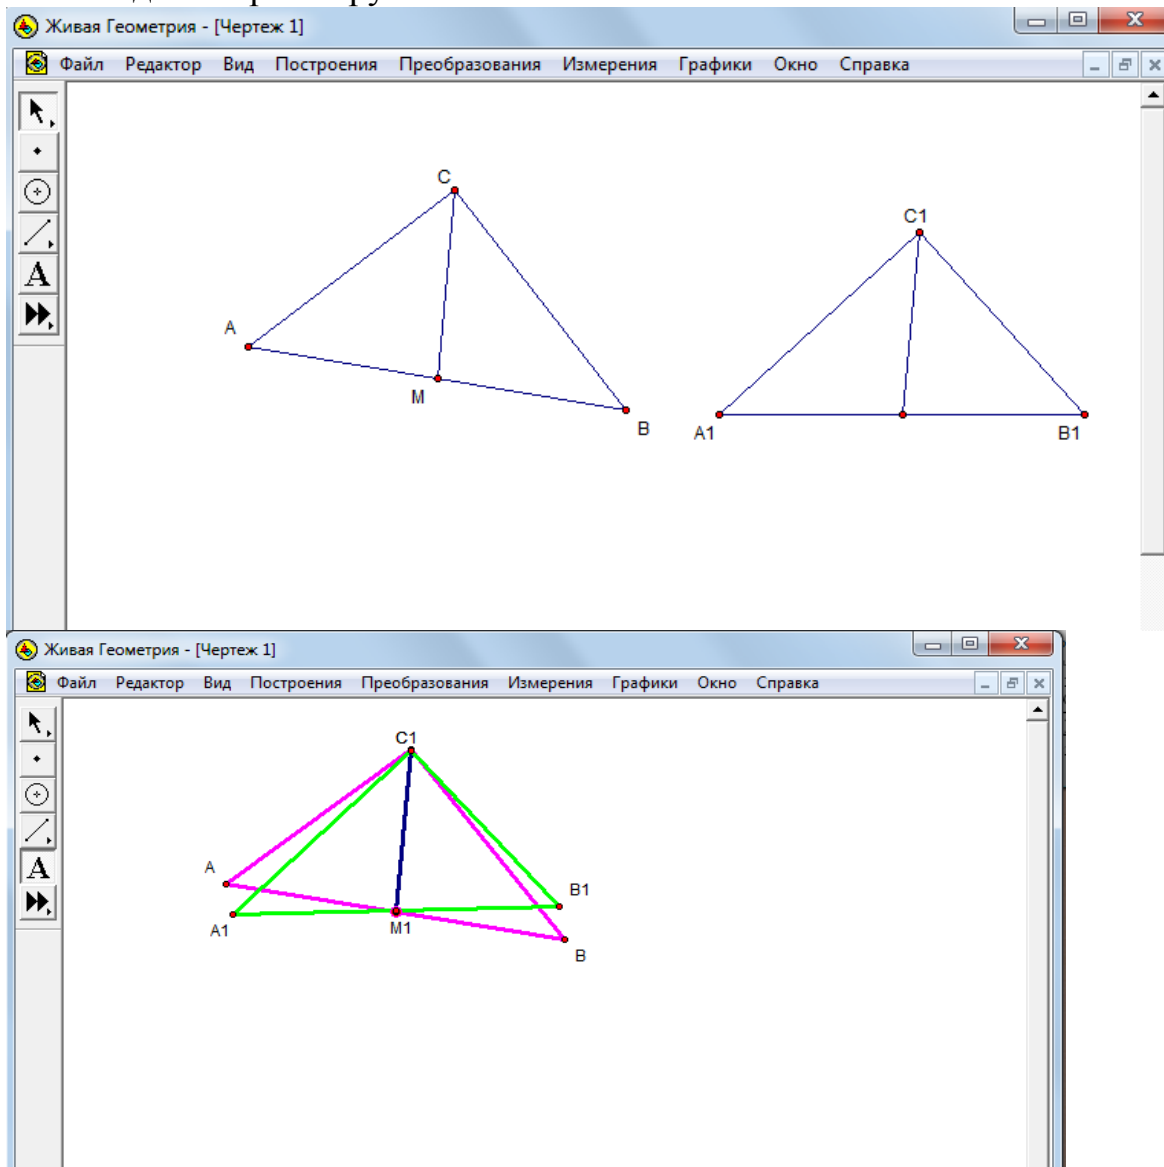 Живая Геометрия - [Чертеж 1]
Файл Редактор Вид Построения Преобразования Измерения Графики Окно Справка
C
C1
A
M
B
A1
B1
A
Живая Геометрия - [Чертеж 1]
Файл Редактор Вид Построения Преобразования Измерения Графики Окно Справка
C1
A
B1
A1
M1
B
A